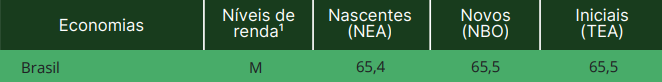 Economias
Níveis de
renda¹
Nascentes
(NEA)
Novos
(NBO)
Iniciais
(TEA)
Brasil M 65,4 65,5 65,5